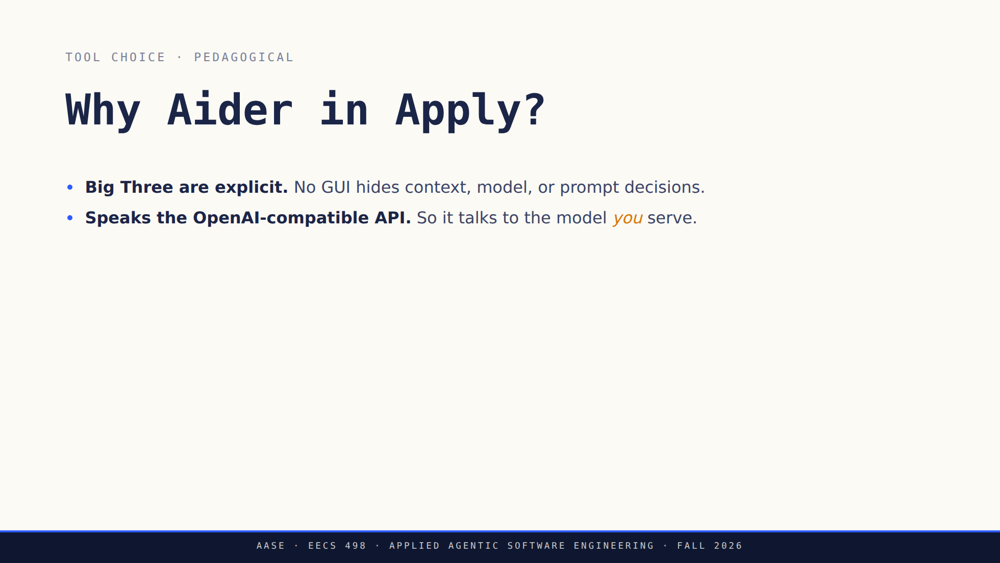 TOOL CHOICE · PEDAGOGICAL
Why Aider in Apply?
• Big Three are explicit. No GUI hides context, model, or prompt decisions.
• Speaks the OpenAI-compatible API. So it talks to the model you serve.
AASE · EECS 498 · APPLIED AGENTIC SOFTWARE ENGINEERING · FALL 2026